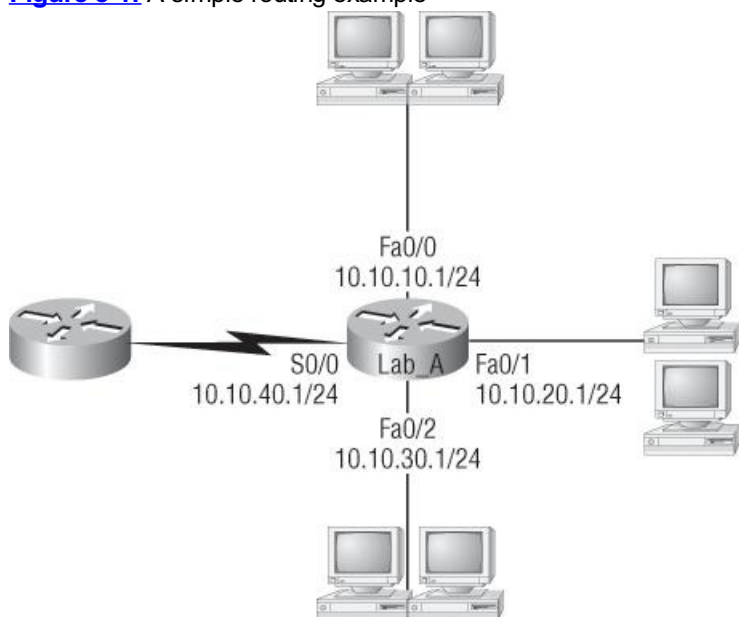 Figure A simple routing example
Fa0/0
10.10.10.1/24
S0/0
10.10.40.1/24
Lab_A
Fa0/1
10.10.20.1/24
Fa0/2
10.10.30.1/24